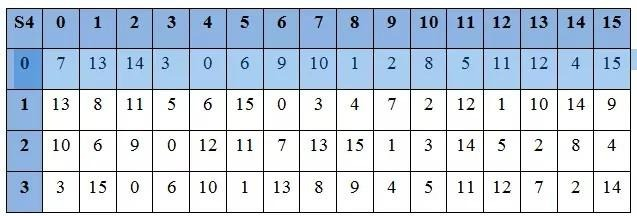 S4 0 1 2 3 4 5 6 7 8 9 10 11 12 13 14 15
0 7 13 14 3 0 6 9 10 1 2 8 5 11 12 4 15
1 13 8 11 5 6 15 0 3 4 7 2 12 1 10 14 9
2 10 6 9 0 12 11 7 13 15 1 3 14 5 2 8 4
3 3 15 0 6 10 1 13 8 9 4 5 11 12 7 2 14